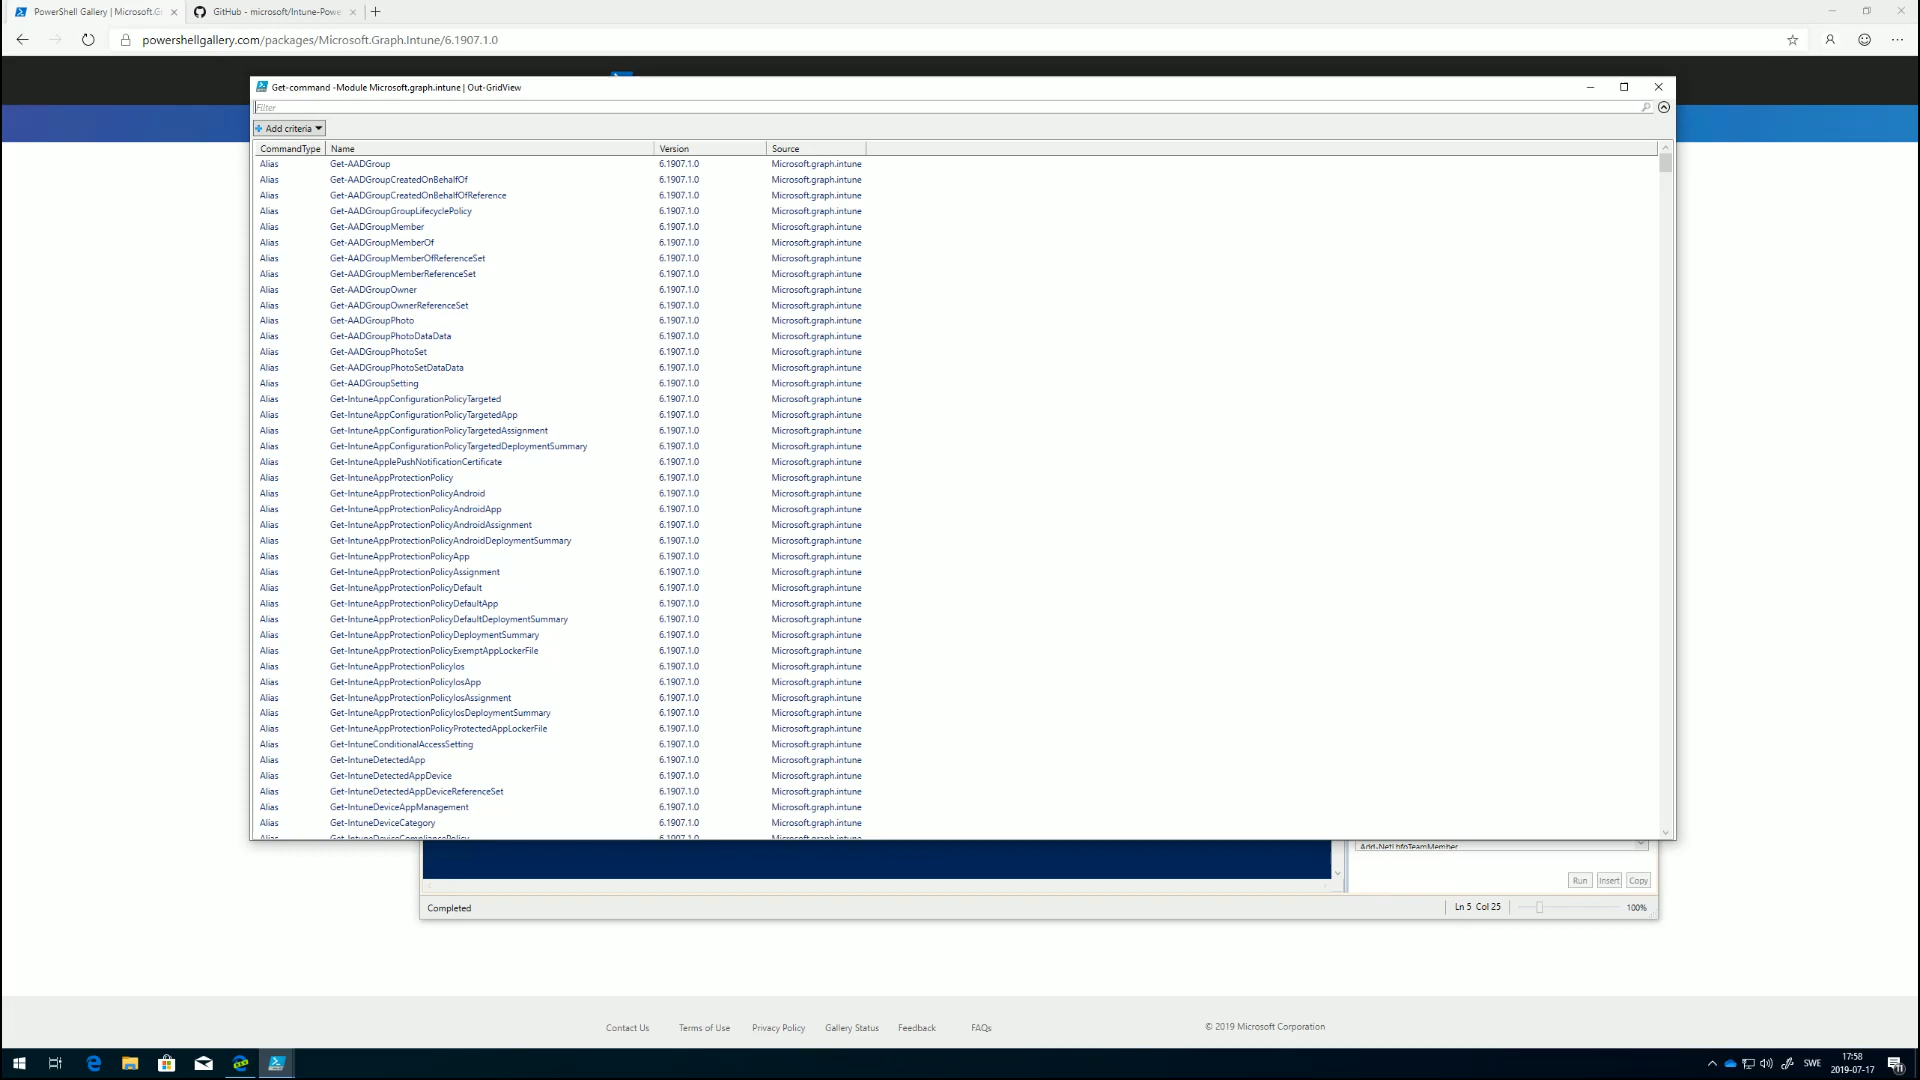 PowerShell Gallery | Microsoft.Gr
GitHub - microsoft/Intune-Powe
powershellgallery.com/packages/Microsoft.Graph.Intune/6.1907.1.0
Get-command -Module Microsoft.graph.intune | Out-GridView
Filter
Add criteria
CommandType Name Version Source
Alias Get-AADGroup 6.1907.1.0 Microsoft.graph.intune
Alias Get-AADGroupCreatedOnBehalfOf 6.1907.1.0 Microsoft.graph.intune
Alias Get-AADGroupCreatedOnBehalfOfReference 6.1907.1.0 Microsoft.graph.intune
Alias Get-AADGroupGroupLifecyclePolicy 6.1907.1.0 Microsoft.graph.intune
Alias Get-AADGroupMember 6.1907.1.0 Microsoft.graph.intune
Alias Get-AADGroupMemberOf 6.1907.1.0 Microsoft.graph.intune
Alias Get-AADGroupMemberOfReferenceSet 6.1907.1.0 Microsoft.graph.intune
Alias Get-AADGroupMemberReferenceSet 6.1907.1.0 Microsoft.graph.intune
Alias Get-AADGroupOwner 6.1907.1.0 Microsoft.graph.intune
Alias Get-AADGroupOwnerReferenceSet 6.1907.1.0 Microsoft.graph.intune
Alias Get-AADGroupPhoto 6.1907.1.0 Microsoft.graph.intune
Alias Get-AADGroupPhotoDataData 6.1907.1.0 Microsoft.graph.intune
Alias Get-AADGroupPhotoSet 6.1907.1.0 Microsoft.graph.intune
Alias Get-AADGroupPhotoSetDataData 6.1907.1.0 Microsoft.graph.intune
Alias Get-AADGroupSetting 6.1907.1.0 Microsoft.graph.intune
Alias Get-IntuneAppConfigurationPolicyTargeted 6.1907.1.0 Microsoft.graph.intune
Alias Get-IntuneAppConfigurationPolicyTargetedApp 6.1907.1.0 Microsoft.graph.intune
Alias Get-IntuneAppConfigurationPolicyTargetedAssignment 6.1907.1.0 Microsoft.graph.intune
Alias Get-IntuneAppConfigurationPolicyTargetedDeploymentSummary 6.1907.1.0 Microsoft.graph.intune
Alias Get-IntuneApplePushNotificationCertificate 6.1907.1.0 Microsoft.graph.intune
Alias Get-IntuneAppProtectionPolicy 6.1907.1.0 Microsoft.graph.intune
Alias Get-IntuneAppProtectionPolicyAndroid 6.1907.1.0 Microsoft.graph.intune
Alias Get-IntuneAppProtectionPolicyAndroidApp 6.1907.1.0 Microsoft.graph.intune
Alias Get-IntuneAppProtectionPolicyAndroidAssignment 6.1907.1.0 Microsoft.graph.intune
Alias Get-IntuneAppProtectionPolicyAndroidDeploymentSummary 6.1907.1.0 Microsoft.graph.intune
Alias Get-IntuneAppProtectionPolicyApp 6.1907.1.0 Microsoft.graph.intune
Alias Get-IntuneAppProtectionPolicyAssignment 6.1907.1.0 Microsoft.graph.intune
Alias Get-IntuneAppProtectionPolicyDefault 6.1907.1.0 Microsoft.graph.intune
Alias Get-IntuneAppProtectionPolicyDefaultApp 6.1907.1.0 Microsoft.graph.intune
Alias Get-IntuneAppProtectionPolicyDefaultDeploymentSummary 6.1907.1.0 Microsoft.graph.intune
Alias Get-IntuneAppProtectionPolicyDeploymentSummary 6.1907.1.0 Microsoft.graph.intune
Alias Get-IntuneAppProtectionPolicyExemptAppLockerFile 6.1907.1.0 Microsoft.graph.intune
Alias Get-IntuneAppProtectionPolicyIos 6.1907.1.0 Microsoft.graph.intune
Alias Get-IntuneAppProtectionPolicyIosApp 6.1907.1.0 Microsoft.graph.intune
Alias Get-IntuneAppProtectionPolicyIosAssignment 6.1907.1.0 Microsoft.graph.intune
Alias Get-IntuneAppProtectionPolicyIosDeploymentSummary 6.1907.1.0 Microsoft.graph.intune
Alias Get-IntuneAppProtectionPolicyProtectedAppLockerFile 6.1907.1.0 Microsoft.graph.intune
Alias Get-IntuneConditionalAccessSetting 6.1907.1.0 Microsoft.graph.intune
Alias Get-IntuneDetectedApp 6.1907.1.0 Microsoft.graph.intune
Alias Get-IntuneDetectedAppDevice 6.1907.1.0 Microsoft.graph.intune
Alias Get-IntuneDetectedAppDeviceReferenceSet 6.1907.1.0 Microsoft.graph.intune
Alias Get-IntuneDeviceAppManagement 6.1907.1.0 Microsoft.graph.intune
Alias Get-IntuneDeviceCategory 6.1907.1.0 Microsoft.graph.intune
Alias Get-IntuneDeviceCompliancePolicy 6.1907.1.0 Microsoft.graph.intune
Add-NetLbfoTeamMember
Run Insert Copy
Completed Ln 5 Col 25 100%
Contact Us Terms of Use Privacy Policy Gallery Status Feedback FAQs © 2019 Microsoft Corporation
SWE 17:58
2019-07-17